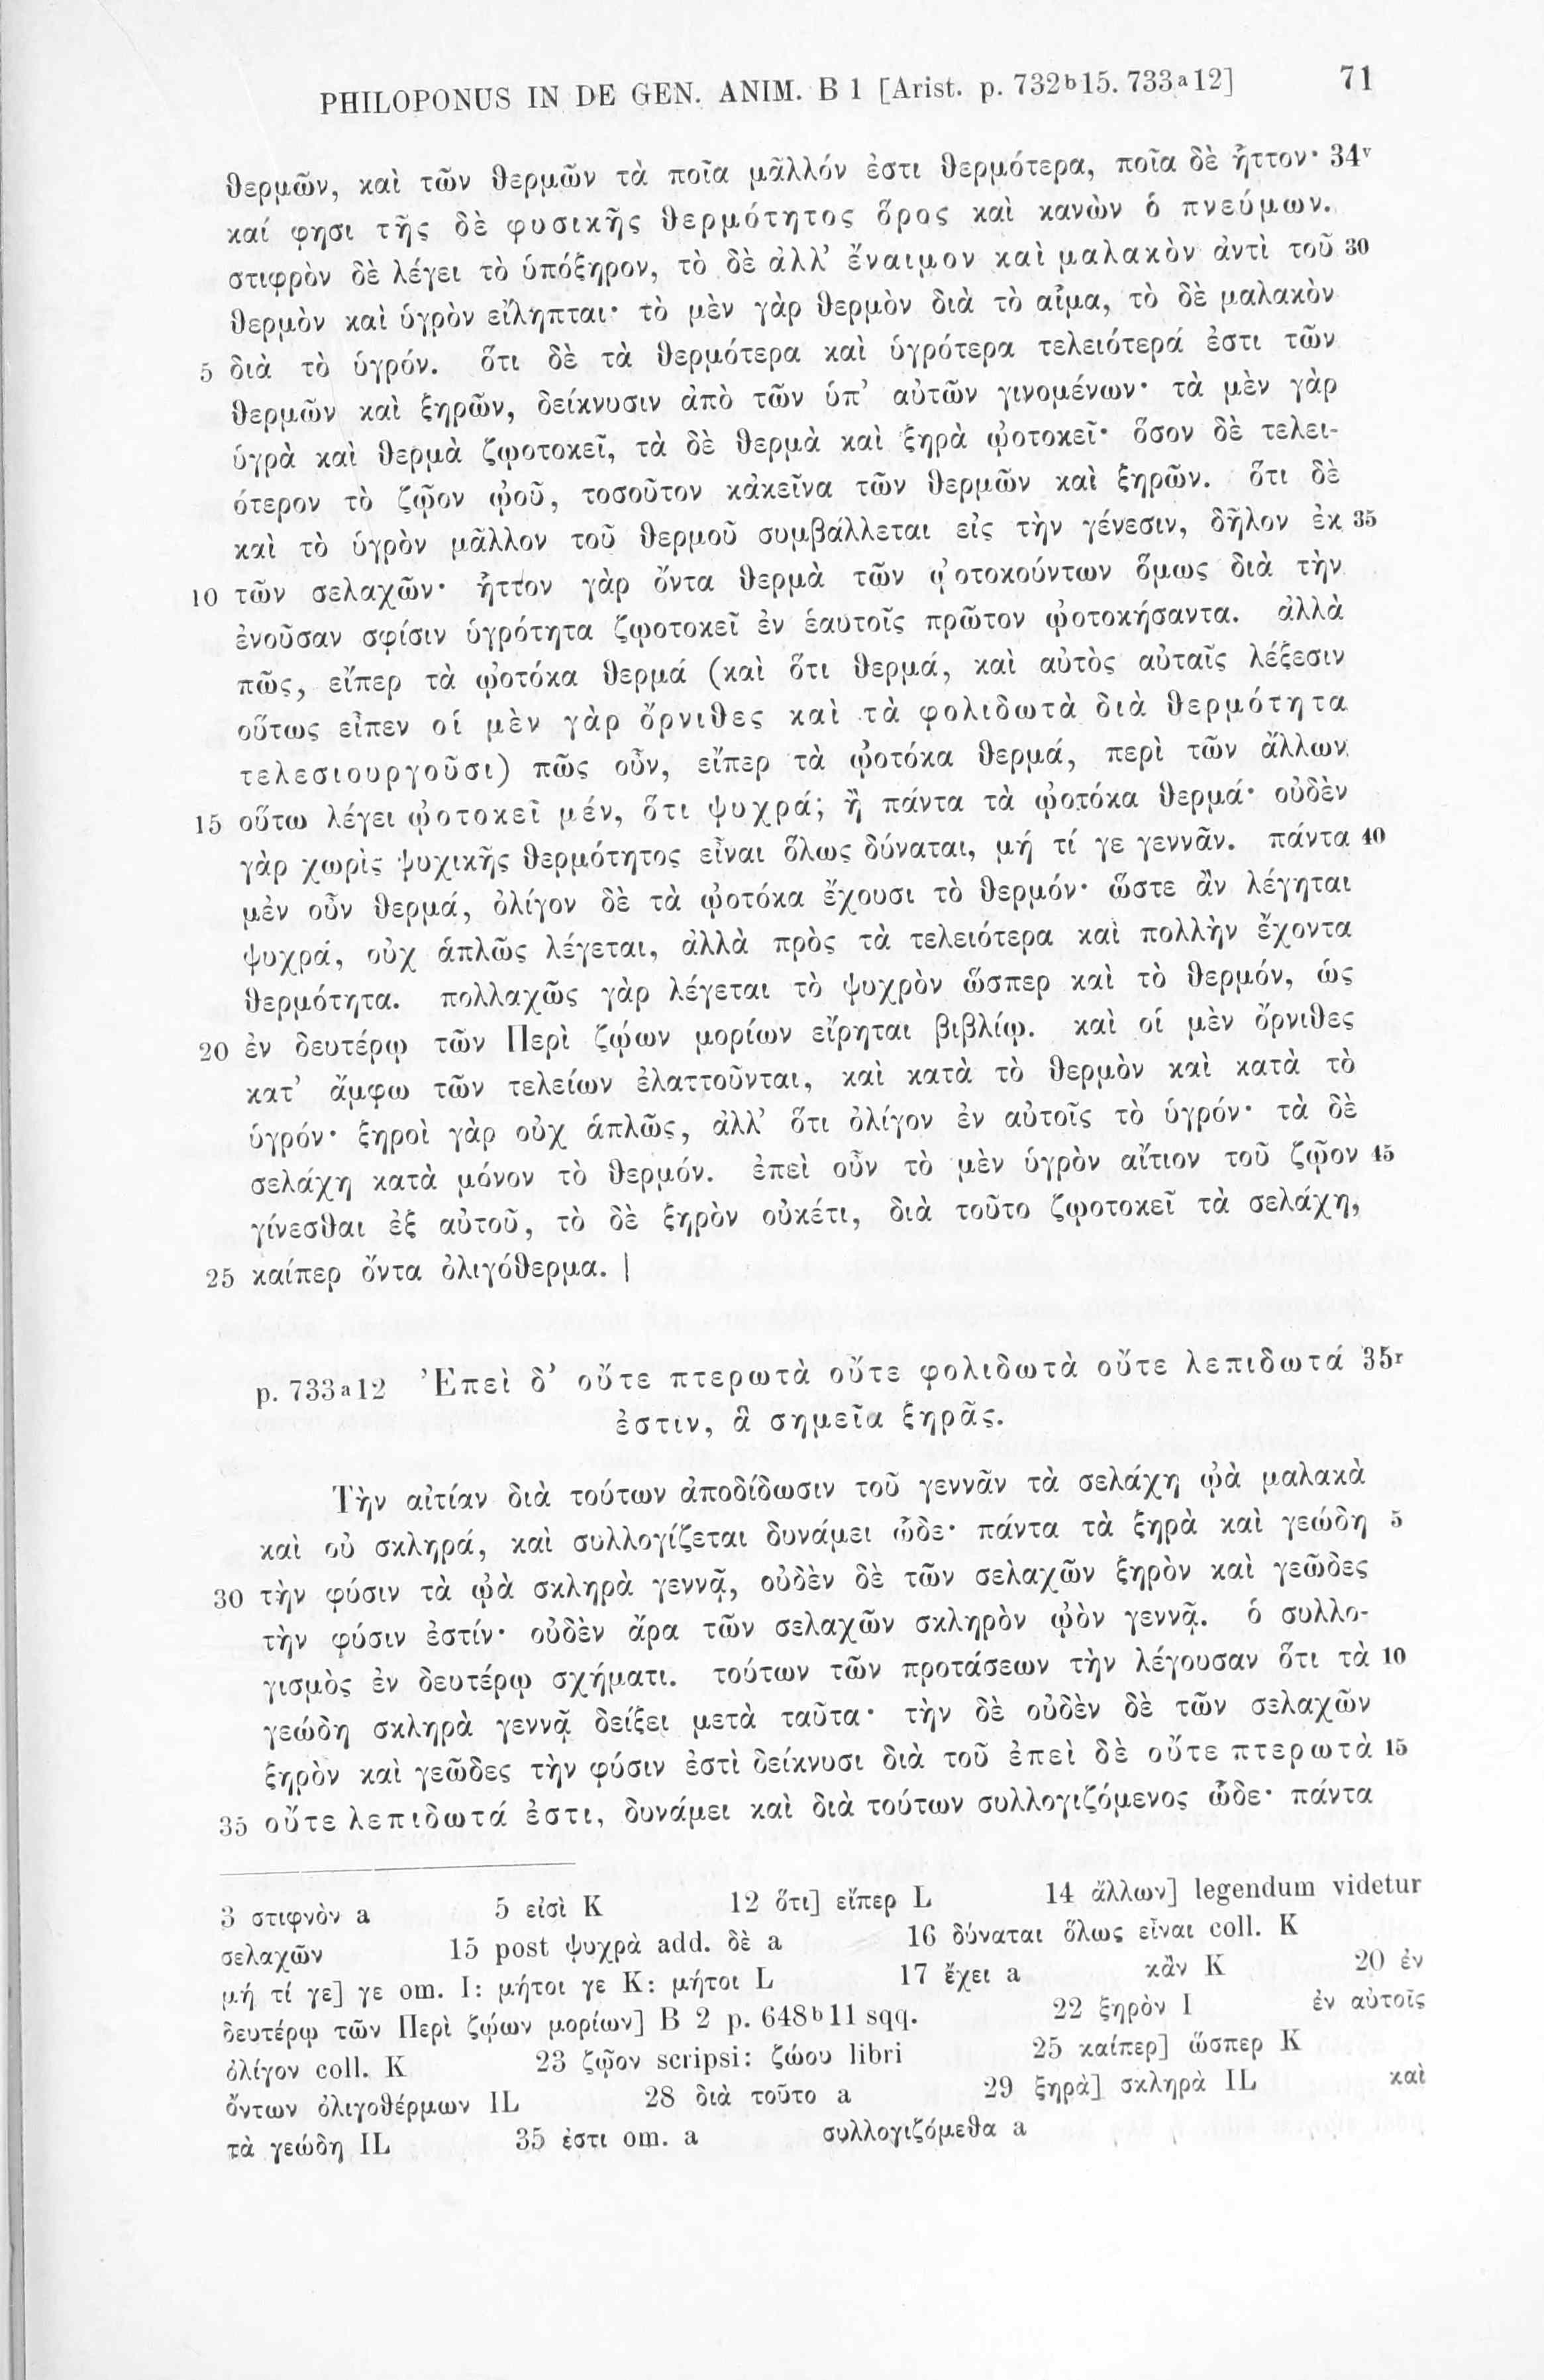 PHILOPONUS IN DE GEN. ANIM. B 1 [Arist. p. 732ᵇ15. 733ᵃ12] 71
θερμῶν, καὶ τῶν θερμῶν τὰ ποῖα μᾶλλόν ἐστι θερμότερα, ποῖα δὲ ἧττον· 34ᵛ
καί φησι τῆς δὲ φυσικῆς θερμότητος ὅρος καὶ κανὼν ὁ πνεύμων.
στιφρὸν δὲ λέγει τὸ ὑπόξηρον, τὸ δὲ ἀλλ’ ἔναιμον καὶ μαλακὸν ἀντὶ τοῦ 30
θερμὸν καὶ ὑγρὸν εἴληπται· τὸ μὲν γὰρ θερμὸν διὰ τὸ αἷμα, τὸ δὲ μαλακὸν
5 διὰ τὸ ὑγρόν. ὅτι δὲ τὰ θερμότερα καὶ ὑγρότερα τελειότερά ἐστι τῶν
θερμῶν καὶ ξηρῶν, δείκνυσιν ἀπὸ τῶν ὑπ’ αὐτῶν γινομένων· τὰ μὲν γὰρ
ὑγρὰ καὶ θερμὰ ζῳοτοκεῖ, τὰ δὲ θερμὰ καὶ ξηρὰ ᾠοτοκεῖ· ὅσον δὲ τελει-
ότερον τὸ ζῷον ᾠοῦ, τοσοῦτον κἀκεῖνα τῶν θερμῶν καὶ ξηρῶν. ὅτι δὲ
καὶ τὸ ὑγρὸν μᾶλλον τοῦ θερμοῦ συμβάλλεται εἰς τὴν γένεσιν, δῆλον ἐκ 35
10 τῶν σελαχῶν· ἧττον γὰρ ὄντα θερμὰ τῶν ᾠοτοκούντων ὅμως διὰ τὴν
ἐνοῦσαν σφίσιν ὑγρότητα ζῳοτοκεῖ ἐν ἑαυτοῖς πρῶτον ᾠοτοκήσαντα. ἀλλὰ
πῶς, εἴπερ τὰ ᾠοτόκα θερμά (καὶ ὅτι θερμά, καὶ αὐτὸς αὐταῖς λέξεσιν
οὕτως εἶπεν οἱ μὲν γὰρ ὄρνιθες καὶ τὰ φολιδωτὰ διὰ θερμότητα
τελεσιουργοῦσι) πῶς οὖν, εἴπερ τὰ ᾠοτόκα θερμά, περὶ τῶν ἄλλων
15 οὕτω λέγει ᾠοτοκεῖ μέν, ὅτι ψυχρά; ἢ πάντα τὰ ᾠοτόκα θερμά· οὐδὲν
γὰρ χωρὶς ψυχικῆς θερμότητος εἶναι ὅλως δύναται, μή τί γε γεννᾶν. πάντα 40
μὲν οὖν θερμά, ὀλίγον δὲ τὰ ᾠοτόκα ἔχουσι τὸ θερμόν· ὥστε ἂν λέγηται
ψυχρά, οὐχ ἁπλῶς λέγεται, ἀλλὰ πρὸς τὰ τελειότερα καὶ πολλὴν ἔχοντα
θερμότητα. πολλαχῶς γὰρ λέγεται τὸ ψυχρὸν ὥσπερ καὶ τὸ θερμόν, ὡς
20 ἐν δευτέρῳ τῶν Περὶ ζῴων μορίων εἴρηται βιβλίῳ. καὶ οἱ μὲν ὄρνιθες
κατ’ ἄμφω τῶν τελείων ἐλαττοῦνται, καὶ κατὰ τὸ θερμὸν καὶ κατὰ τὸ
ὑγρόν· ξηροὶ γὰρ οὐχ ἁπλῶς, ἀλλ’ ὅτι ὀλίγον ἐν αὐτοῖς τὸ ὑγρόν· τὰ δὲ
σελάχη κατὰ μόνον τὸ θερμόν. ἐπεὶ οὖν τὸ μὲν ὑγρὸν αἴτιον τοῦ ζῷον 45
γίνεσθαι ἐξ αὐτοῦ, τὸ δὲ ξηρὸν οὐκέτι, διὰ τοῦτο ζῳοτοκεῖ τὰ σελάχη,
25 καίπερ ὄντα ὀλιγόθερμα. |
p. 733ᵃ12 Ἐπεὶ δ’ οὔτε πτερωτὰ οὔτε φολιδωτὰ οὔτε λεπιδωτά 35ʳ
ἐστιν, ἃ σημεῖα ξηρᾶς.
Τὴν αἰτίαν διὰ τούτων ἀποδίδωσιν τοῦ γεννᾶν τὰ σελάχη ᾠὰ μαλακὰ
καὶ οὐ σκληρά, καὶ συλλογίζεται δυνάμει ὧδε· πάντα τὰ ξηρὰ καὶ γεώδη 5
30 τὴν φύσιν τὰ ᾠὰ σκληρὰ γεννᾷ, οὐδὲν δὲ τῶν σελαχῶν ξηρὸν καὶ γεῶδες
τὴν φύσιν ἐστίν· οὐδὲν ἄρα τῶν σελαχῶν σκληρὸν ᾠὸν γεννᾷ. ὁ συλλο-
γισμὸς ἐν δευτέρῳ σχήματι. τούτων τῶν προτάσεων τὴν λέγουσαν ὅτι τὰ 10
γεώδη σκληρὰ γεννᾷ δείξει μετὰ ταῦτα· τὴν δὲ οὐδὲν δὲ τῶν σελαχῶν
ξηρὸν καὶ γεῶδες τὴν φύσιν ἐστὶ δείκνυσι διὰ τοῦ ἐπεὶ δὲ οὔτε πτερωτὰ 15
35 οὔτε λεπιδωτά ἐστι, δυνάμει καὶ διὰ τούτων συλλογιζόμενος ὧδε· πάντα
3 στιφνὸν a 5 εἰσὶ K 12 ὅτι] εἴπερ L 14 ἄλλων] legendum videtur
σελαχῶν 15 post ψυχρὰ add. δὲ a 16 δύναται ὅλως εἶναι coll. K
μή τί γε] γε om. I: μήτοι γε K: μήτοι L 17 ἔχει a κἂν K 20 ἐν
δευτέρῳ τῶν Περὶ ζῴων μορίων] B 2 p. 648ᵇ11 sqq. 22 ξηρὸν I ἐν αὐτοῖς
ὀλίγον coll. K 23 ζῷον scripsi: ζώου libri 25 καίπερ] ὥσπερ K
ὄντων ὀλιγοθέρμων IL 28 διὰ τοῦτο a 29 ξηρὰ] σκληρὰ IL καὶ
τὰ γεώδη IL 35 ἐστι om. a συλλογιζόμεθα a